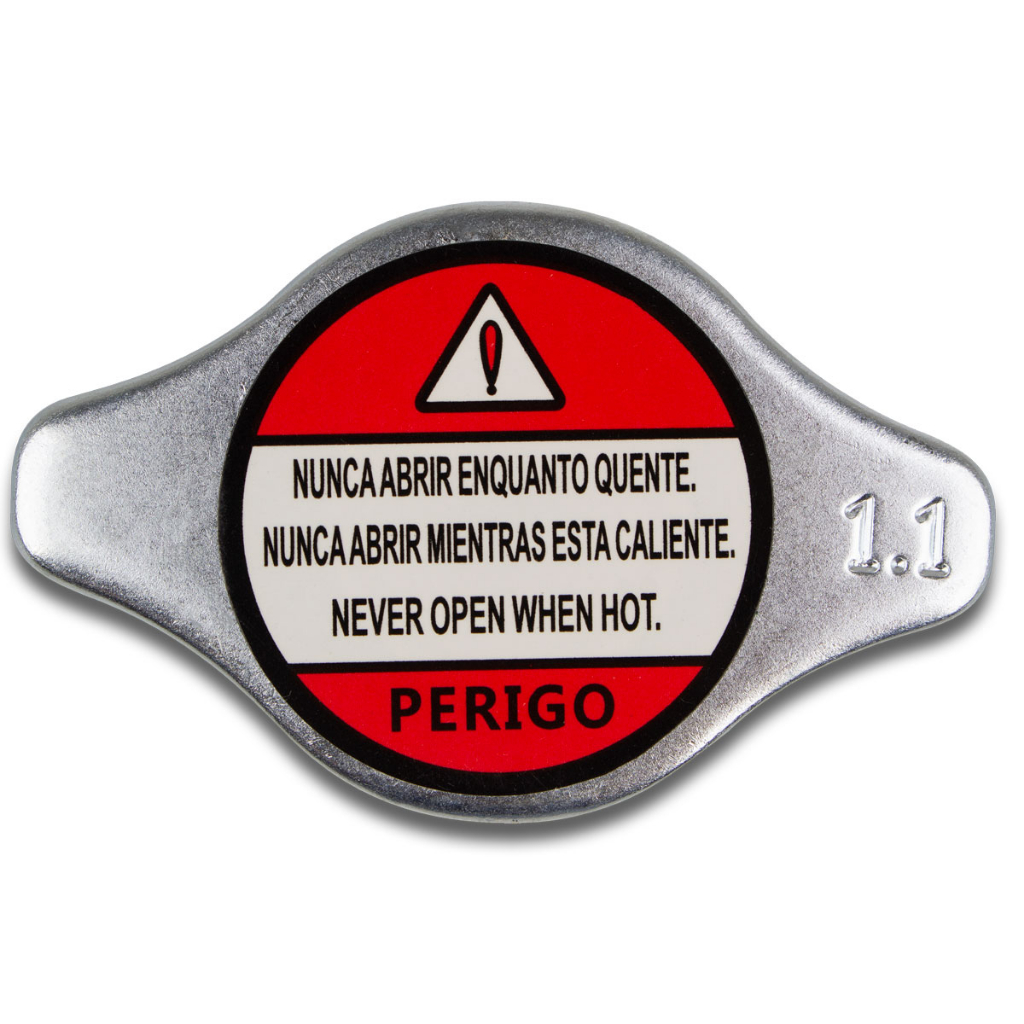 NUNCA ABRIR ENQUANTO QUENTE.
NUNCA ABRIR MIENTRAS ESTA CALIENTE.
1.1
NEVER OPEN WHEN HOT.
PERIGO